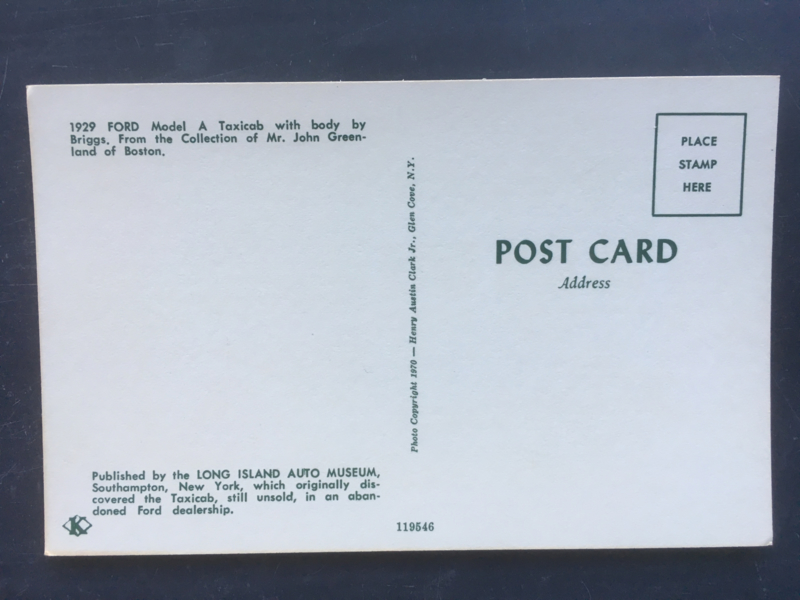 1929 FORD Model A Taxicab with body by
Briggs. From the Collection of Mr. John Green-
land of Boston.
Published by the LONG ISLAND AUTO MUSEUM,
Southampton, New York, which originally dis-
covered the Taxicab, still unsold, in an aban-
doned Ford dealership.
K
119546
Photo Copyright 1970 — Henry Austin Clark Jr., Glen Cove, N.Y.
PLACE
STAMP
HERE
POST CARD
Address